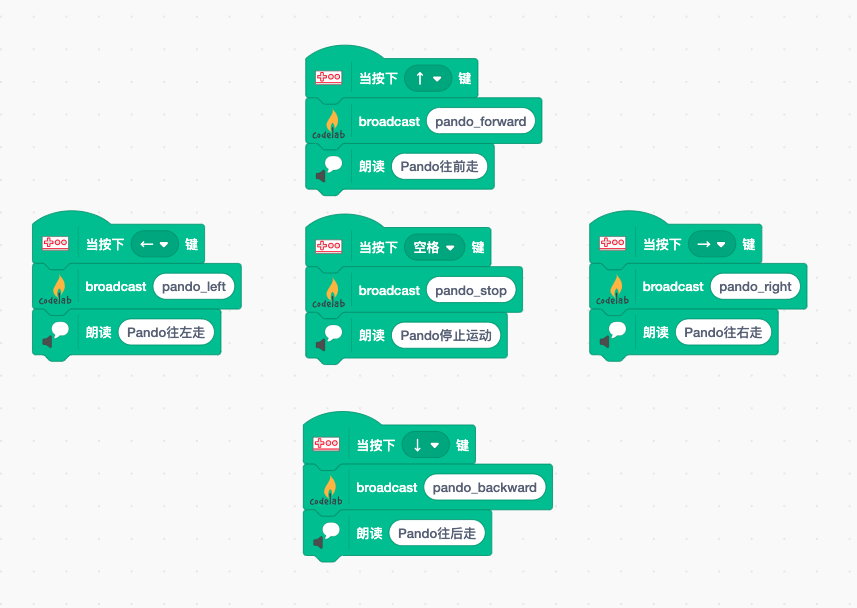 当按下 ↑ 键
codelab broadcast pando_forward
朗读 Pando往前走
当按下 ← 键
codelab broadcast pando_left
朗读 Pando往左走
当按下 空格 键
codelab broadcast pando_stop
朗读 Pando停止运动
当按下 → 键
codelab broadcast pando_right
朗读 Pando往右走
当按下 ↓ 键
codelab broadcast pando_backward
朗读 Pando往后走